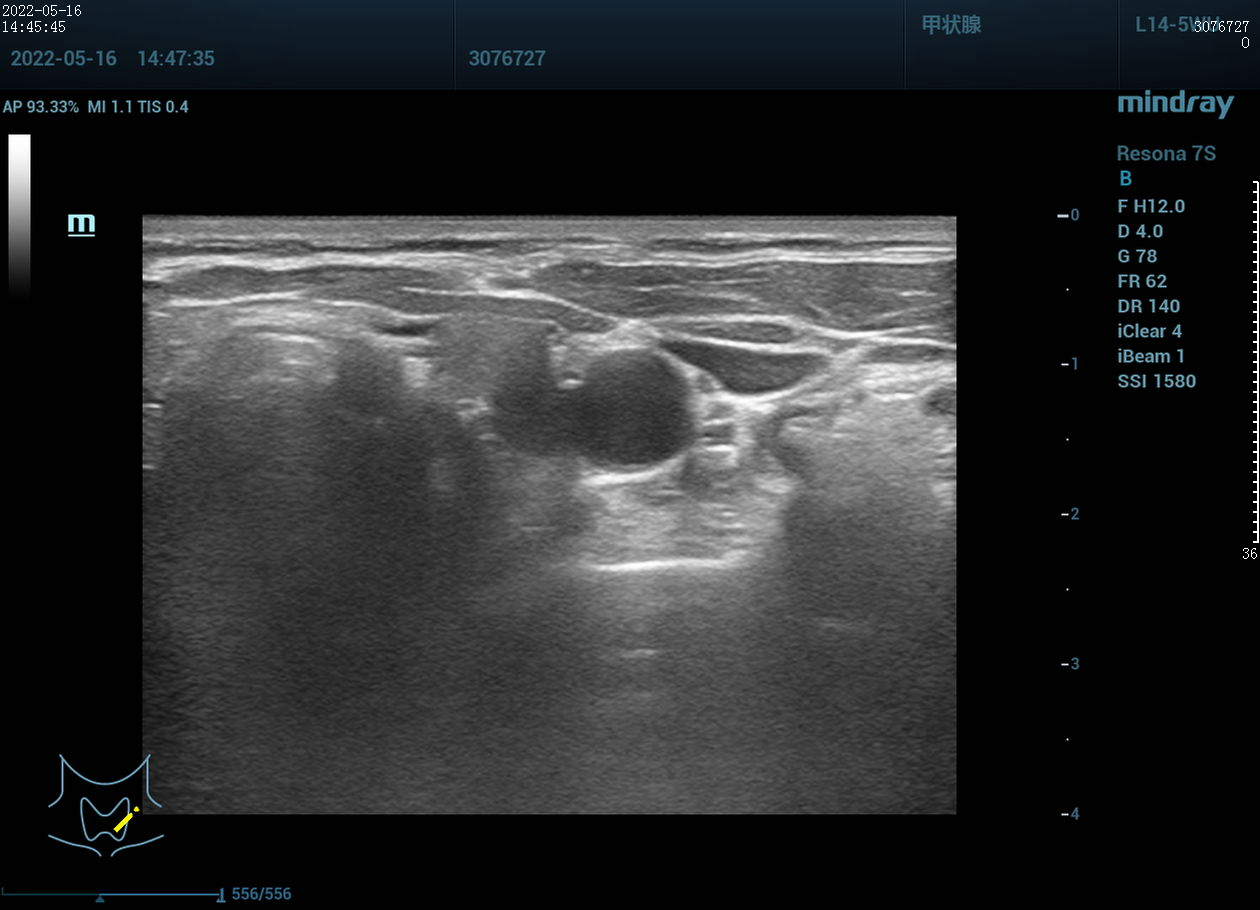 2022-05-16
14:45:45
甲状腺
3076727
0
2022-05-16 14:47:35
3076727
AP 93.33% MI 1.1 TIS 0.4
mindray
Resona 7S
B
F H12.0
D 4.0
G 78
FR 62
DR 140
iClear 4
iBeam 1
SSI 1580
m
0
1
2
3
4
36
556/556